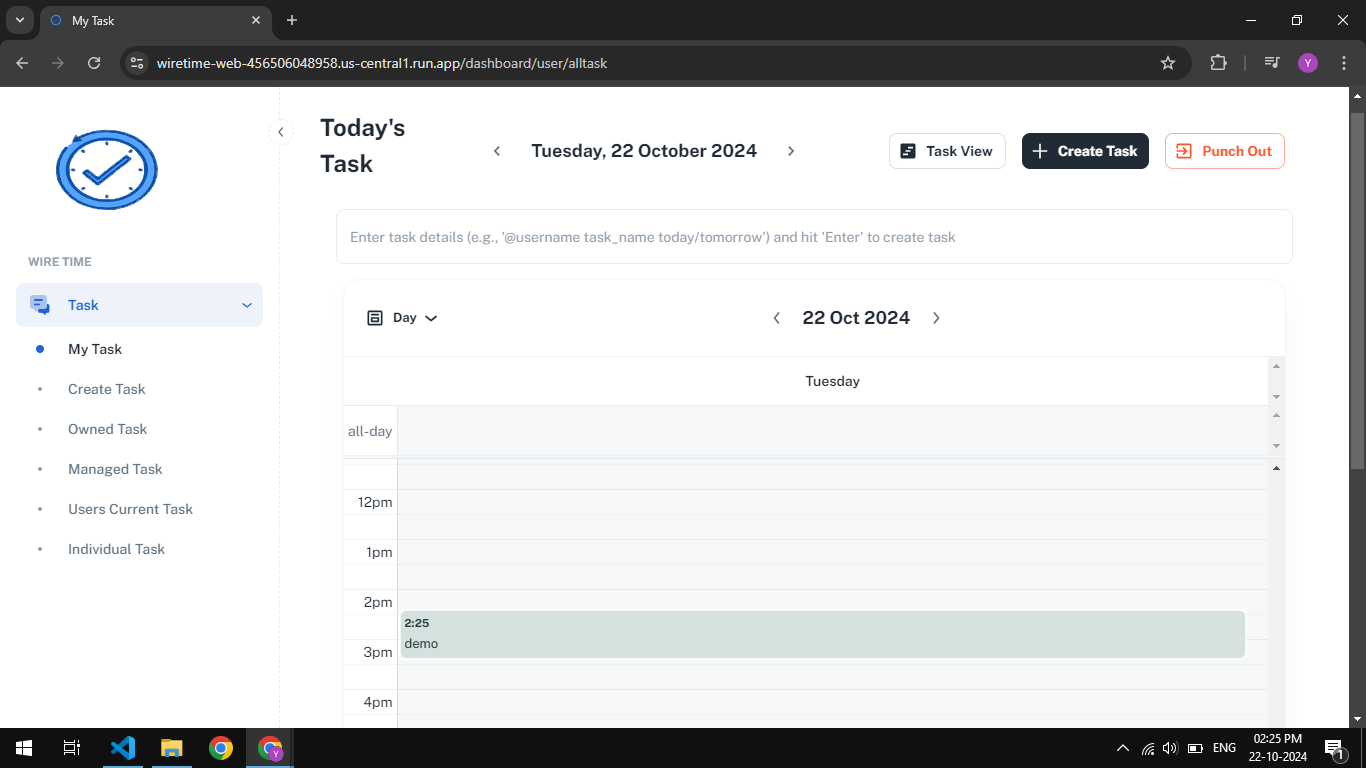 My Task
wiretime-web-456506048958.us-central1.run.app/dashboard/user/alltask
Y
WIRE TIME
Task
My Task
Create Task
Owned Task
Managed Task
Users Current Task
Individual Task
Today's
Task
Tuesday, 22 October 2024
Task View
Create Task
Punch Out
Enter task details (e.g., '@username task_name today/tomorrow') and hit 'Enter' to create task
Day
22 Oct 2024
Tuesday
all-day
12pm
1pm
2pm
2:25
demo
3pm
4pm
Y
ENG
02:25 PM
22-10-2024
1